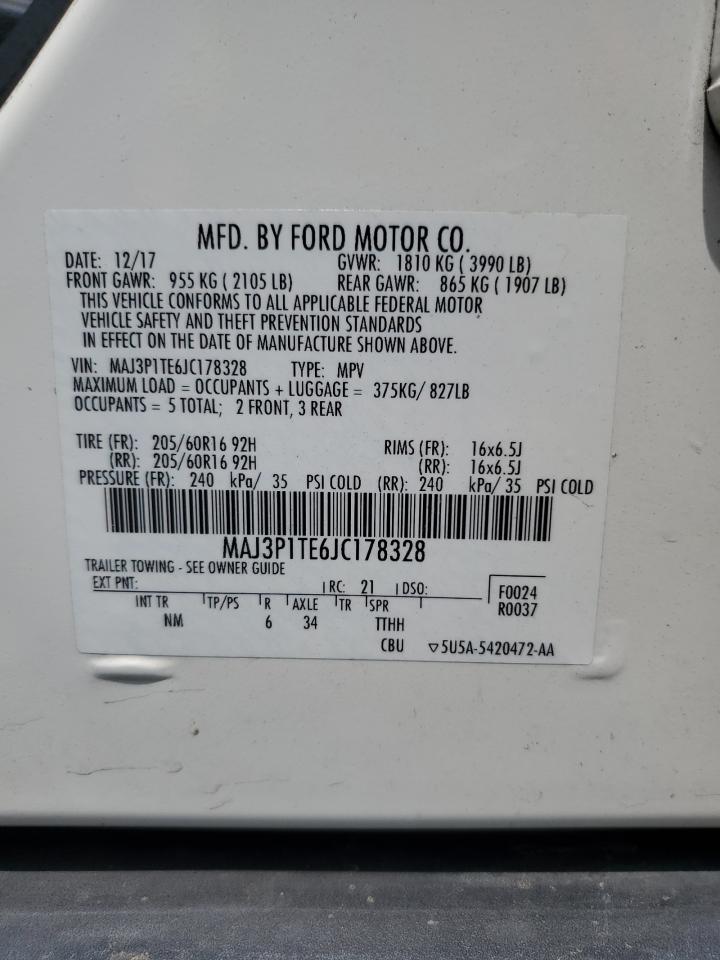 MFD. BY FORD MOTOR CO.
DATE: 12/17 GVWR: 1810 KG ( 3990 LB)
FRONT GAWR: 955 KG ( 2105 LB) REAR GAWR: 865 KG ( 1907 LB)
THIS VEHICLE CONFORMS TO ALL APPLICABLE FEDERAL MOTOR
VEHICLE SAFETY AND THEFT PREVENTION STANDARDS
IN EFFECT ON THE DATE OF MANUFACTURE SHOWN ABOVE.
VIN: MAJ3P1TE6JC178328 TYPE: MPV
MAXIMUM LOAD = OCCUPANTS + LUGGAGE = 375KG/ 827LB
OCCUPANTS = 5 TOTAL; 2 FRONT, 3 REAR
TIRE (FR): 205/60R16 92H RIMS (FR): 16x6.5J
(RR): 205/60R16 92H (RR): 16x6.5J
PRESSURE (FR): 240 kPa/ 35 PSI COLD (RR): 240 kPa/ 35 PSI COLD
MAJ3P1TE6JC178328
TRAILER TOWING - SEE OWNER GUIDE
EXT PNT: RC: 21 DSO: F0024
R0037
INT TR TP/PS R AXLE TR SPR
NM 6 34 TTHH
CBU ▽5U5A-5420472-AA